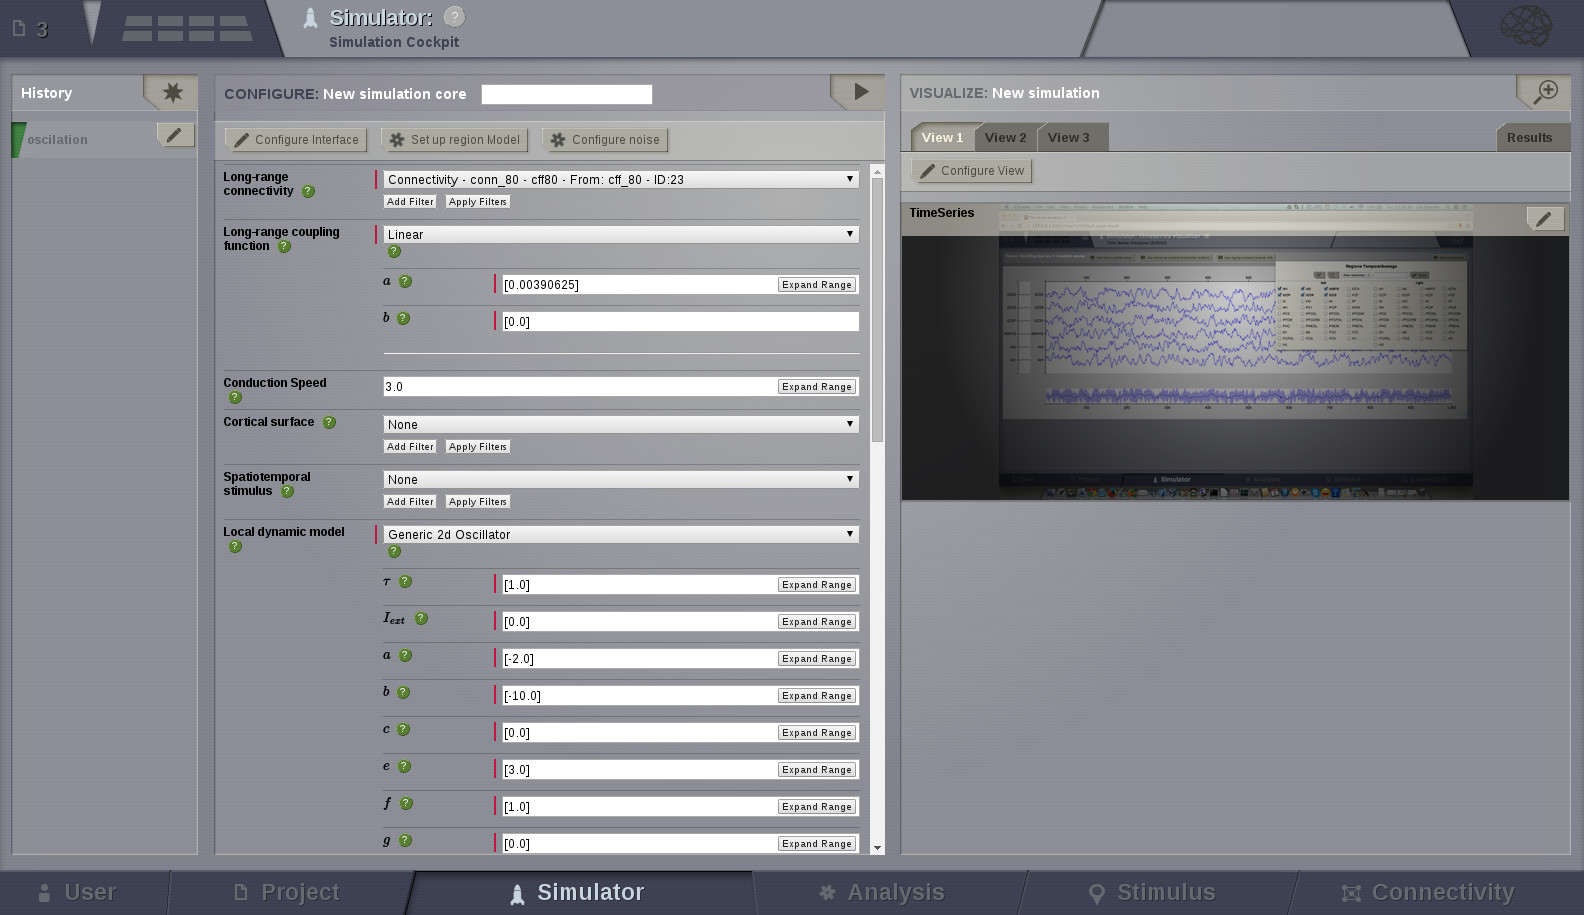 3
Simulator: ?
Simulation Cockpit
History
oscilation
CONFIGURE: New simulation core
Configure Interface
Set up region Model
Configure noise
Long-range
connectivity ?
Connectivity - conn_80 - cff80 - From: cff_80 - ID:23
Add Filter Apply Filters
Long-range coupling
function ?
Linear
?
a ? [0.00390625] Expand Range
b ? [0.0]
Conduction Speed
?
3.0 Expand Range
Cortical surface ?
None
Add Filter Apply Filters
Spatiotemporal
stimulus ?
None
Add Filter Apply Filters
Local dynamic model
?
Generic 2d Oscillator
?
τ ? [1.0] Expand Range
Iext ? [0.0] Expand Range
a ? [-2.0] Expand Range
b ? [-10.0] Expand Range
c ? [0.0] Expand Range
e ? [3.0] Expand Range
f ? [1.0] Expand Range
g ? [0.0] Expand Range
VISUALIZE: New simulation
View 1 View 2 View 3 Results
Configure View
TimeSeries
Simulator
User Project Simulator Analysis Stimulus Connectivity